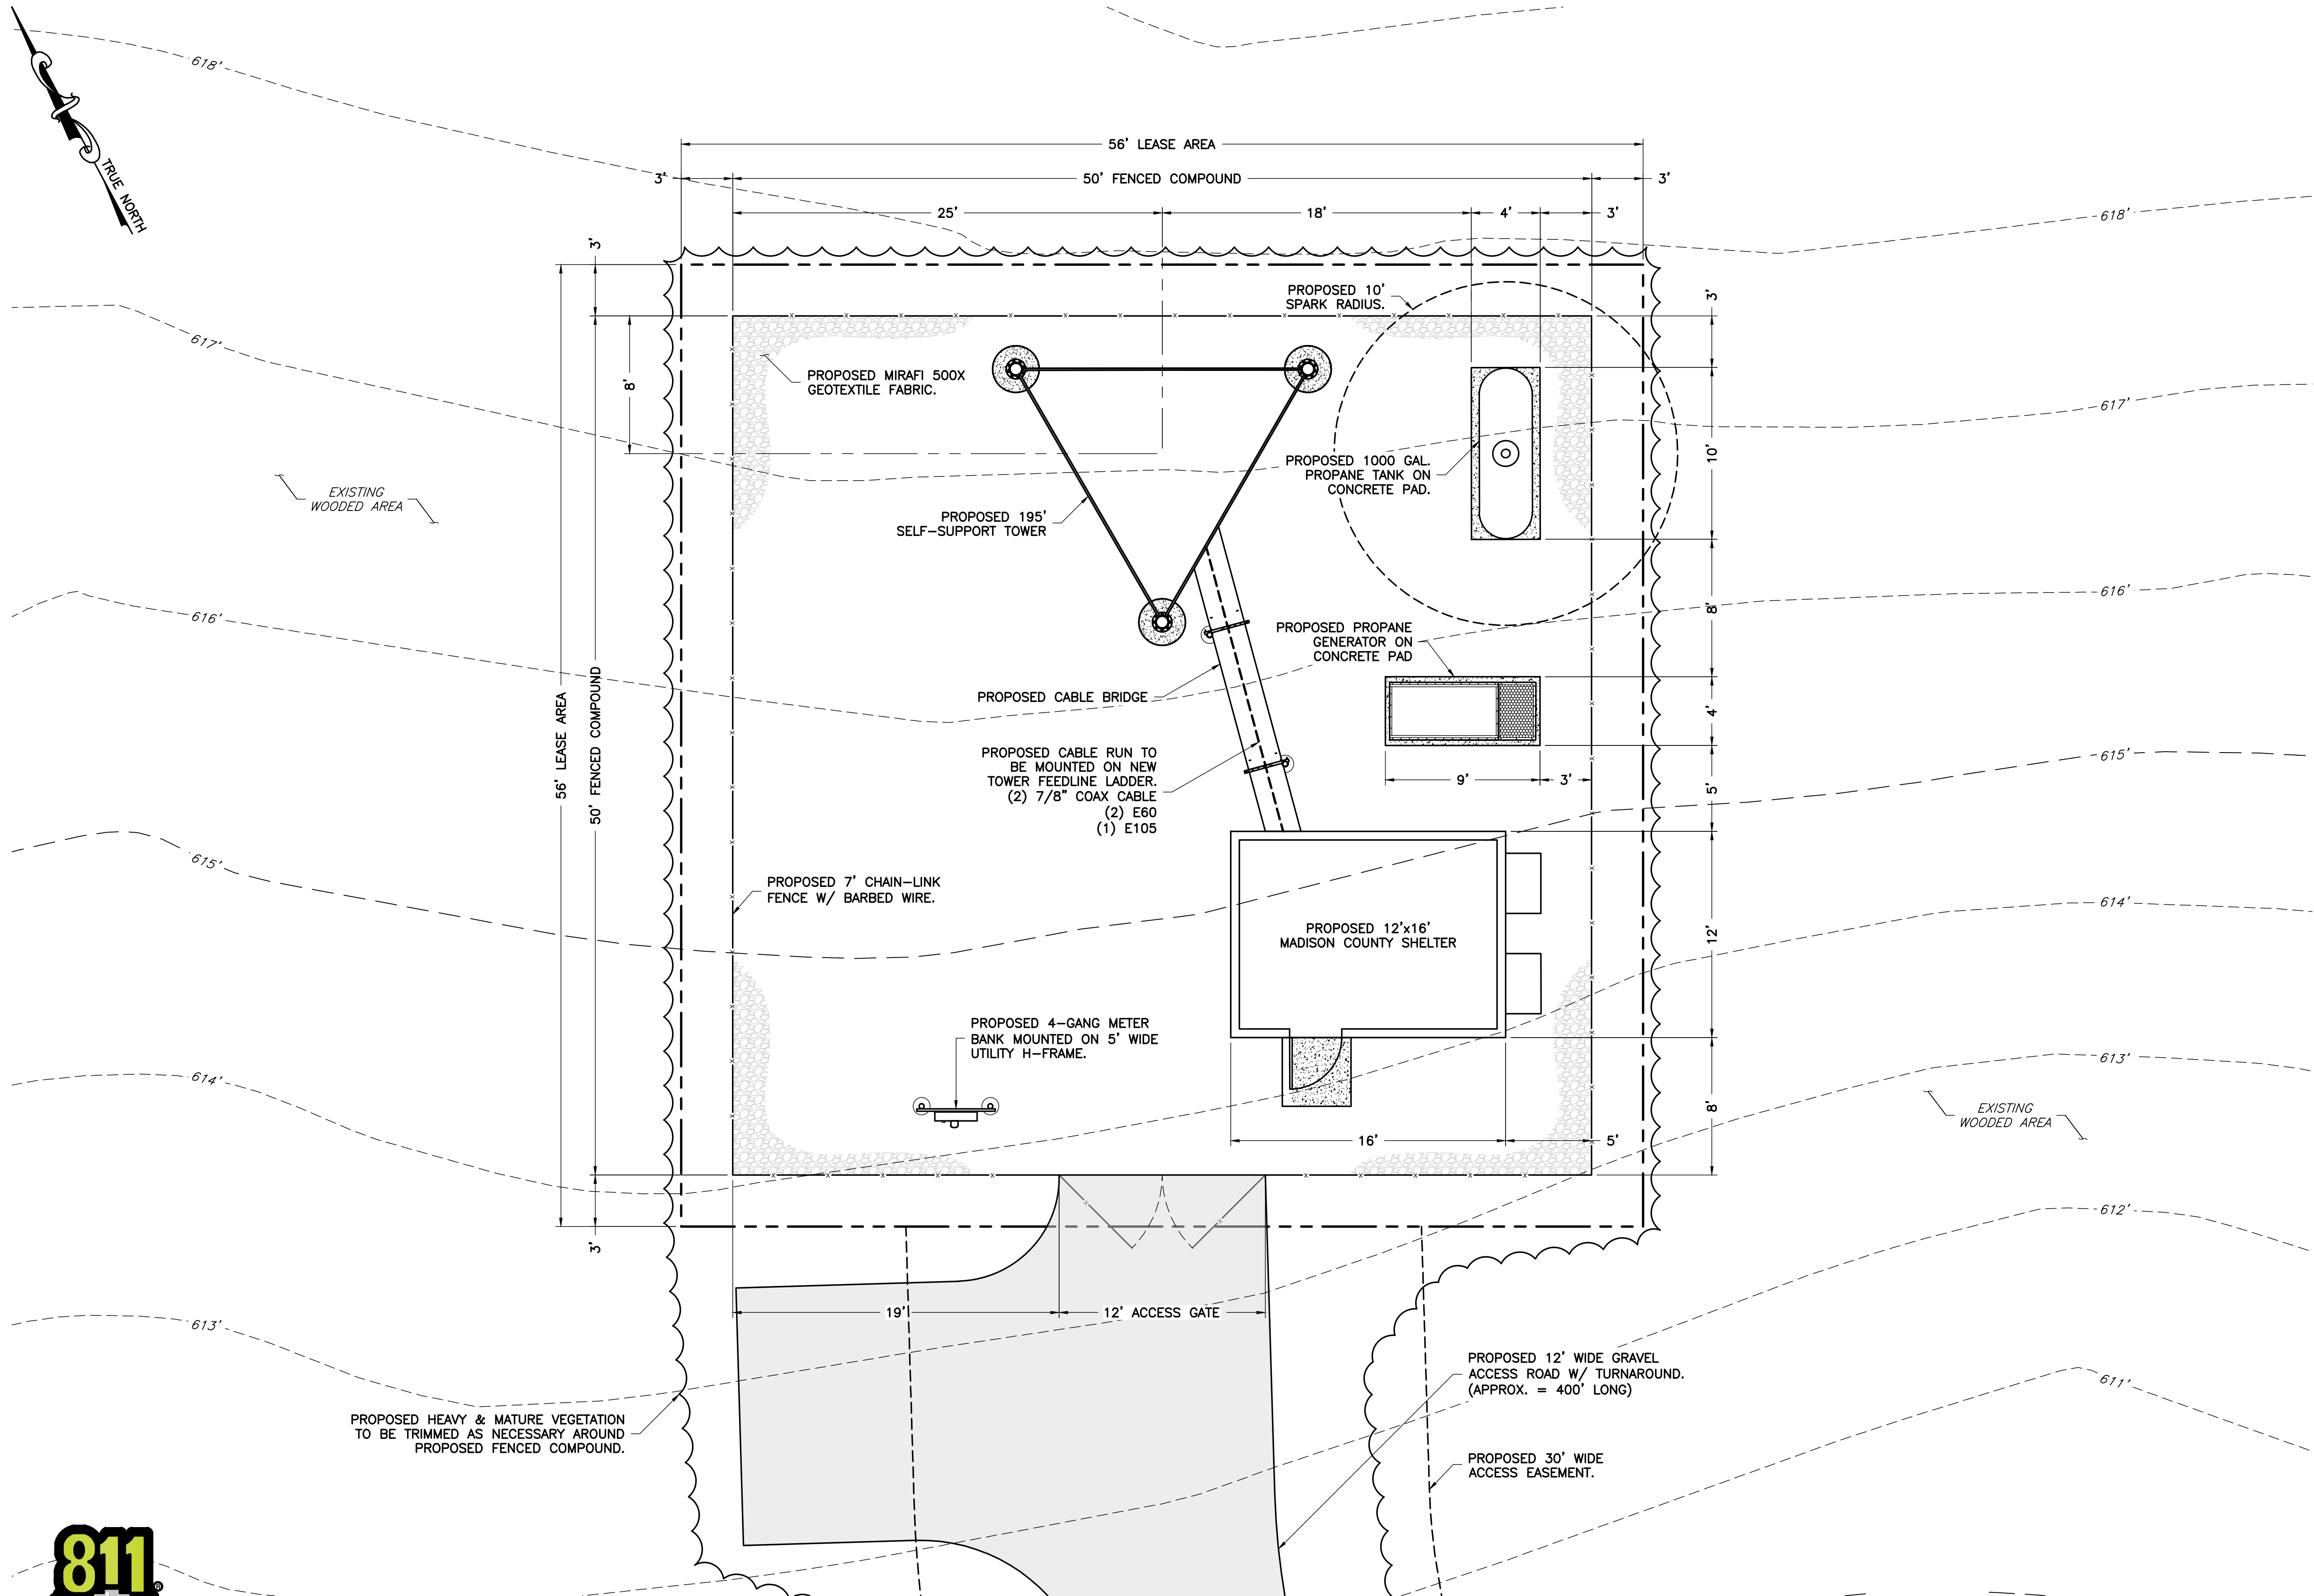 618'
TRUE NORTH
56' LEASE AREA
3'
50' FENCED COMPOUND
3'
25'
18'
4'
3'
618'
3'
PROPOSED 10'
SPARK RADIUS.
3'
617'
8'
PROPOSED MIRAFI 500X
GEOTEXTILE FABRIC.
617'
10'
PROPOSED 1000 GAL.
PROPANE TANK ON
CONCRETE PAD.
EXISTING
WOODED AREA
PROPOSED 195'
SELF-SUPPORT TOWER
616'
616'
8'
PROPOSED PROPANE
GENERATOR ON
CONCRETE PAD
PROPOSED CABLE BRIDGE
4'
56' LEASE AREA
50' FENCED COMPOUND
PROPOSED CABLE RUN TO
BE MOUNTED ON NEW
TOWER FEEDLINE LADDER.
(2) 7/8" COAX CABLE
(2) E60
(1) E105
9'
3'
5'
615'
615'
PROPOSED 7' CHAIN-LINK
FENCE W/ BARBED WIRE.
614'
PROPOSED 12'x16'
MADISON COUNTY SHELTER
12'
PROPOSED 4-GANG METER
BANK MOUNTED ON 5' WIDE
UTILITY H-FRAME.
614'
613'
8'
EXISTING
WOODED AREA
16'
5'
612'
3'
613'
19'
12' ACCESS GATE
PROPOSED 12' WIDE GRAVEL
ACCESS ROAD W/ TURNAROUND.
(APPROX. = 400' LONG)
611'
PROPOSED HEAVY & MATURE VEGETATION
TO BE TRIMMED AS NECESSARY AROUND
PROPOSED FENCED COMPOUND.
PROPOSED 30' WIDE
ACCESS EASEMENT.
811®